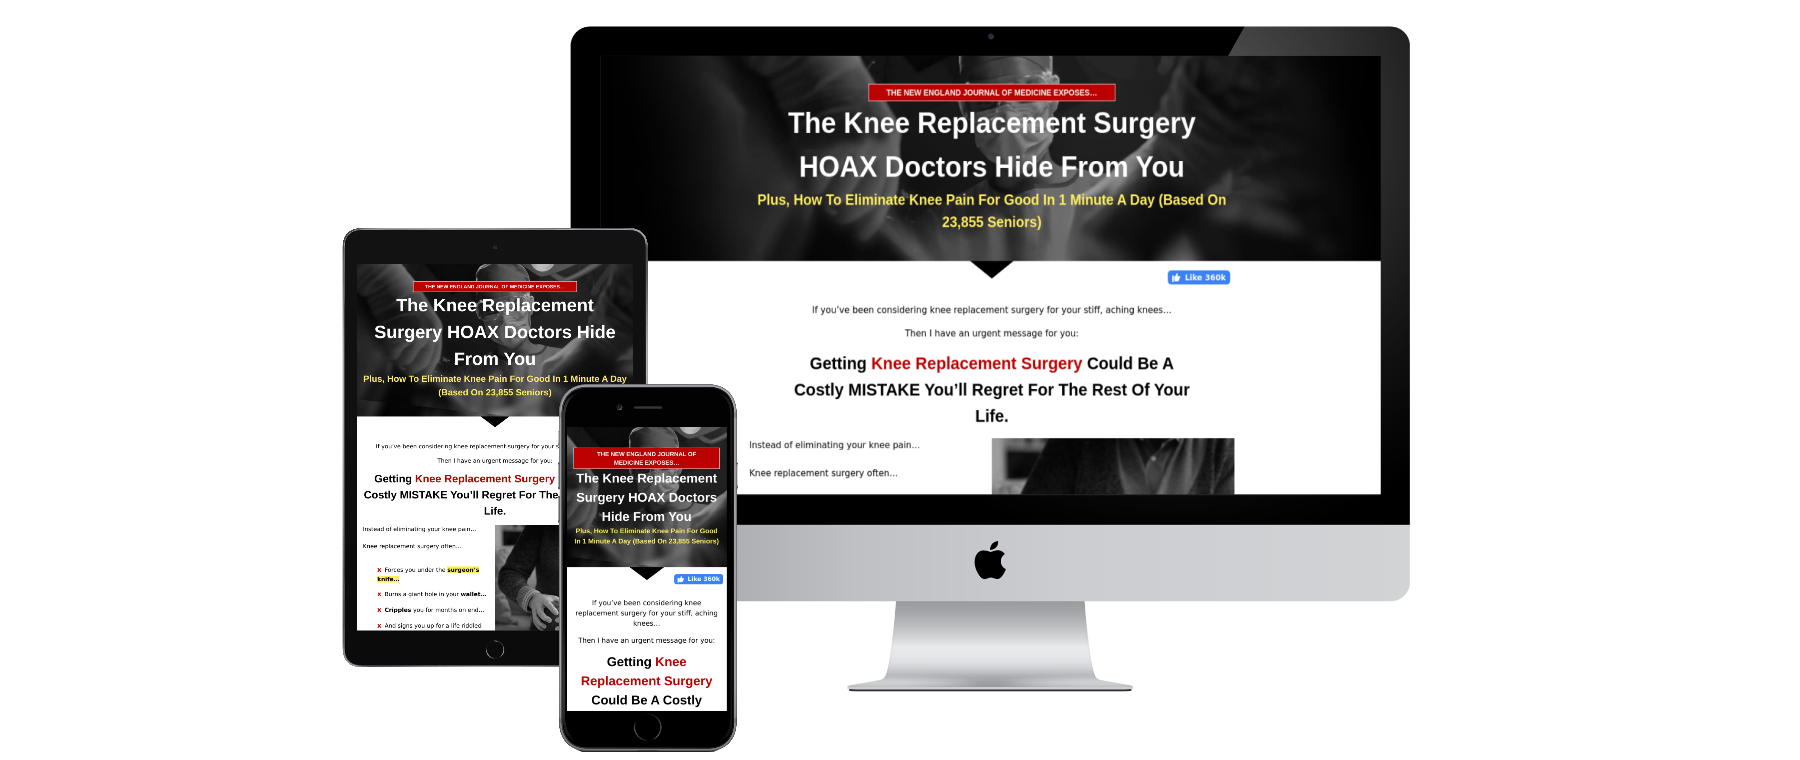 THE NEW ENGLAND JOURNAL OF MEDICINE EXPOSES...
The Knee Replacement Surgery
HOAX Doctors Hide From You
Plus, How To Eliminate Knee Pain For Good In 1 Minute A Day (Based On
23,855 Seniors)
Like 360k
If you've been considering knee replacement surgery for your stiff, aching knees...
Then I have an urgent message for you:
Getting Knee Replacement Surgery Could Be A
Costly MISTAKE You'll Regret For The Rest Of Your
Life.
Instead of eliminating your knee pain...
Knee replacement surgery often...
THE NEW ENGLAND JOURNAL OF MEDICINE EXPOSES...
The Knee Replacement
Surgery HOAX Doctors Hide
From You
Plus, How To Eliminate Knee Pain For Good In 1 Minute A Day
(Based On 23,855 Seniors)
If you've been considering knee replacement surgery for your s
Then I have an urgent message for you:
Getting Knee Replacement Surgery
Costly MISTAKE You'll Regret For The
Life.
Instead of eliminating your knee pain...
Knee replacement surgery often...
x Forces you under the surgeon's
knife...
x Burns a giant hole in your wallet...
x Cripples you for months on end...
x And signs you up for a life riddled
THE NEW ENGLAND JOURNAL OF
MEDICINE EXPOSES...
The Knee Replacement
Surgery HOAX Doctors
Hide From You
Plus, How To Eliminate Knee Pain For Good
In 1 Minute A Day (Based On 23,855 Seniors)
Like 360k
If you've been considering knee
replacement surgery for your stiff, aching
knees...
Then I have an urgent message for you:
Getting Knee
Replacement Surgery
Could Be A Costly